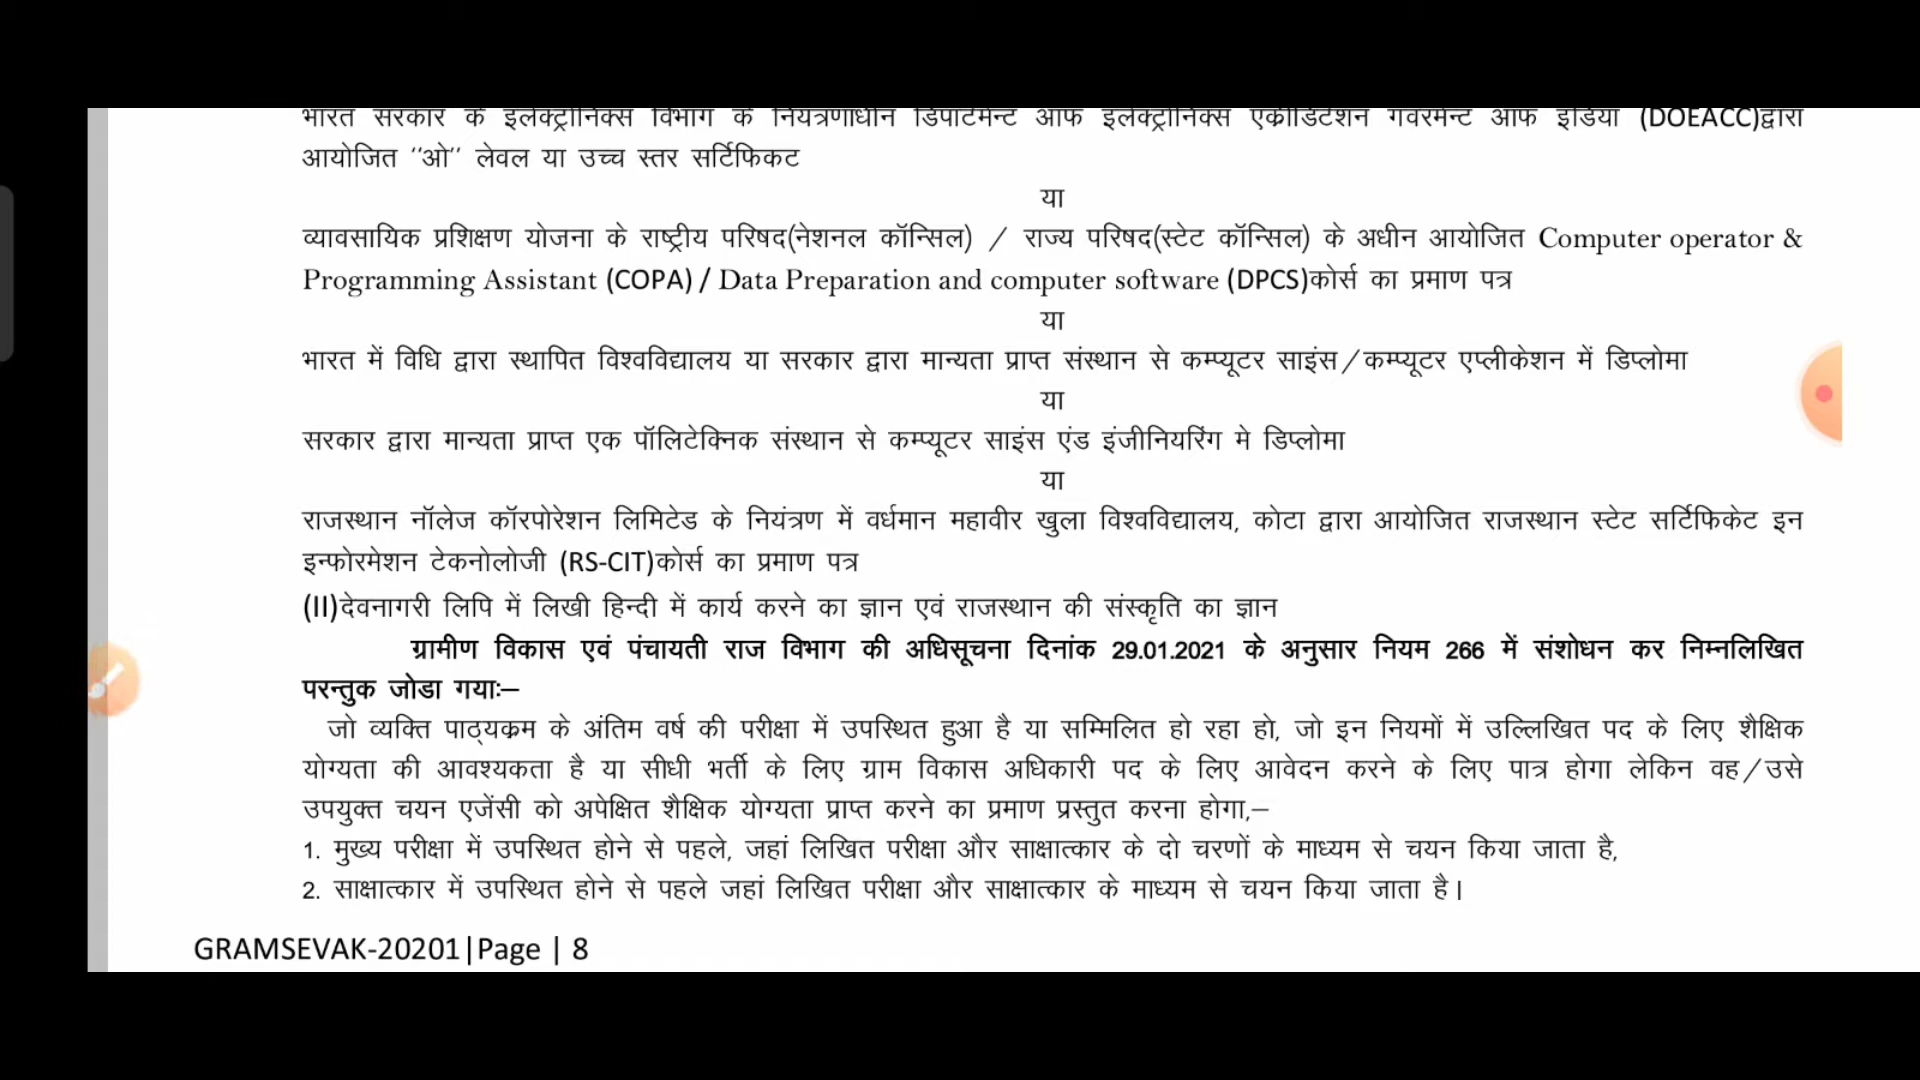 भारत सरकार के इलेक्ट्रोनिक्स विभाग के नियंत्रणाधीन डिपार्टमेन्ट ऑफ इलेक्ट्रोनिक्स एक्रीडिटेशन गवरमेन्ट ऑफ इंडिया (DOEACC)द्वारा
आयोजित ‘‘ओ’’ लेवल या उच्च स्तर सर्टिफिकट
या
व्यावसायिक प्रशिक्षण योजना के राष्ट्रीय परिषद(नेशनल कॉन्सिल) / राज्य परिषद(स्टेट कॉन्सिल) के अधीन आयोजित Computer operator &
Programming Assistant (COPA) / Data Preparation and computer software (DPCS)कोर्स का प्रमाण पत्र
या
भारत में विधि द्वारा स्थापित विश्वविद्यालय या सरकार द्वारा मान्यता प्राप्त संस्थान से कम्प्यूटर साइंस/कम्प्यूटर एप्लीकेशन में डिप्लोमा
या
सरकार द्वारा मान्यता प्राप्त एक पॉलिटेक्निक संस्थान से कम्प्यूटर साइंस एंड इंजीनियरिंग मे डिप्लोमा
या
राजस्थान नॉलेज कॉरपोरेशन लिमिटेड के नियंत्रण में वर्धमान महावीर खुला विश्वविद्यालय, कोटा द्वारा आयोजित राजस्थान स्टेट सर्टिफिकेट इन
इन्फोरमेशन टेकनोलोजी (RS-CIT)कोर्स का प्रमाण पत्र
(II)देवनागरी लिपि में लिखी हिन्दी में कार्य करने का ज्ञान एवं राजस्थान की संस्कृति का ज्ञान
ग्रामीण विकास एवं पंचायती राज विभाग की अधिसूचना दिनांक 29.01.2021 के अनुसार नियम 266 में संशोधन कर निम्नलिखित
परन्तुक जोडा गयाः–
जो व्यक्ति पाठ्यक्रम के अंतिम वर्ष की परीक्षा में उपस्थित हुआ है या सम्मिलित हो रहा हो, जो इन नियमों में उल्लिखित पद के लिए शैक्षिक
योग्यता की आवश्यकता है या सीधी भर्ती के लिए ग्राम विकास अधिकारी पद के लिए आवेदन करने के लिए पात्र होगा लेकिन वह/उसे
उपयुक्त चयन एजेंसी को अपेक्षित शैक्षिक योग्यता प्राप्त करने का प्रमाण प्रस्तुत करना होगा,–
1. मुख्य परीक्षा में उपस्थित होने से पहले, जहां लिखित परीक्षा और साक्षात्कार के दो चरणों के माध्यम से चयन किया जाता है,
2. साक्षात्कार में उपस्थित होने से पहले जहां लिखित परीक्षा और साक्षात्कार के माध्यम से चयन किया जाता है।
GRAMSEVAK-20201|Page | 8